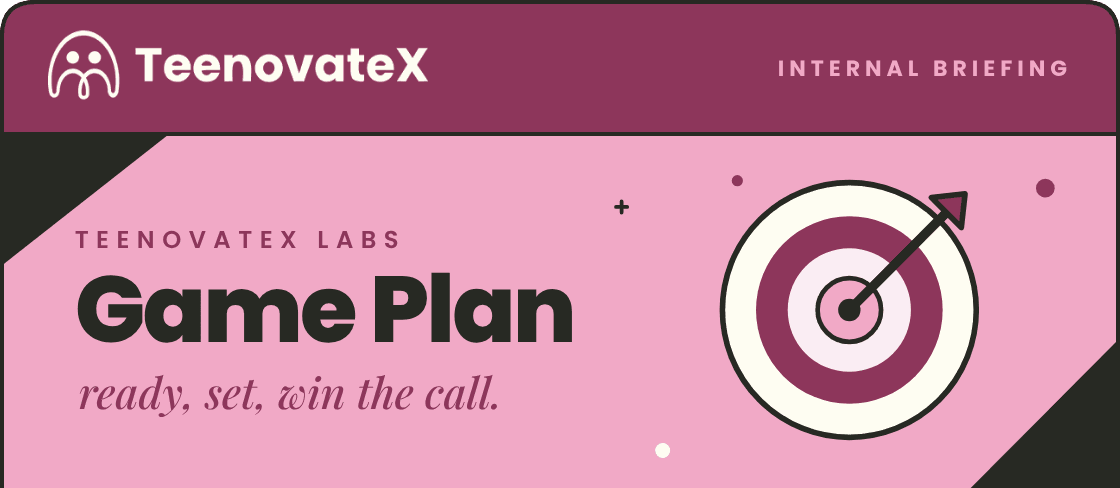 TeenovateX
INTERNAL BRIEFING
TEENOVATEX LABS
Game Plan
ready, set, win the call.